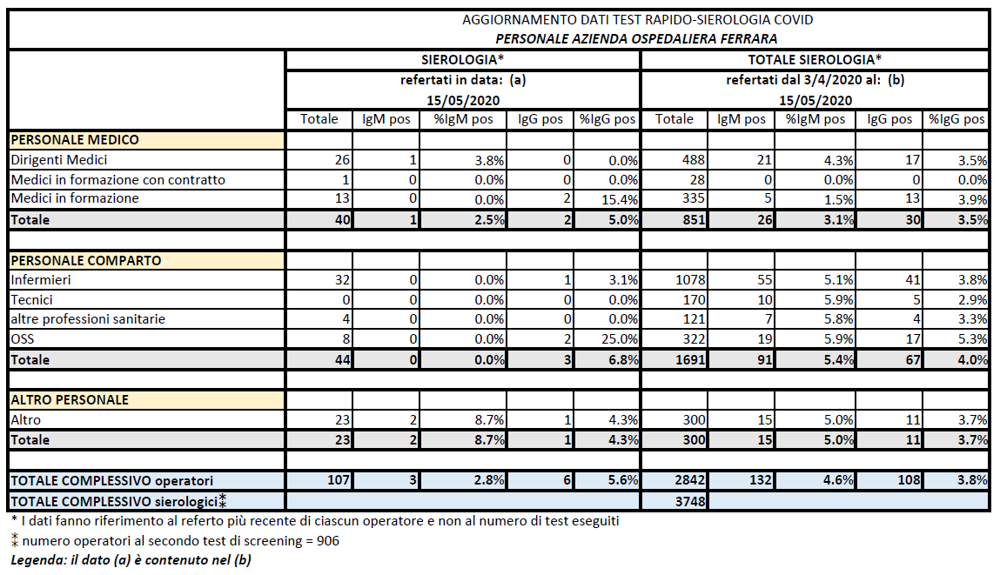 AGGIORNAMENTO DATI TEST RAPIDO-SIEROLOGIA COVID
PERSONALE AZIENDA OSPEDALIERA FERRARA
SIEROLOGIA* TOTALE SIEROLOGIA*
refertati in data: (a) refertati dal 3/4/2020 al: (b)
15/05/2020 15/05/2020
Totale IgM pos %IgM pos IgG pos %IgG pos Totale IgM pos %IgM pos IgG pos %IgG pos
PERSONALE MEDICO
Dirigenti Medici 26 1 3.8% 0 0.0% 488 21 4.3% 17 3.5%
Medici in formazione con contratto 1 0 0.0% 0 0.0% 28 0 0.0% 0 0.0%
Medici in formazione 13 0 0.0% 2 15.4% 335 5 1.5% 13 3.9%
Totale 40 1 2.5% 2 5.0% 851 26 3.1% 30 3.5%
PERSONALE COMPARTO
Infermieri 32 0 0.0% 1 3.1% 1078 55 5.1% 41 3.8%
Tecnici 0 0 0.0% 0 0.0% 170 10 5.9% 5 2.9%
altre professioni sanitarie 4 0 0.0% 0 0.0% 121 7 5.8% 4 3.3%
OSS 8 0 0.0% 2 25.0% 322 19 5.9% 17 5.3%
Totale 44 0 0.0% 3 6.8% 1691 91 5.4% 67 4.0%
ALTRO PERSONALE
Altro 23 2 8.7% 1 4.3% 300 15 5.0% 11 3.7%
Totale 23 2 8.7% 1 4.3% 300 15 5.0% 11 3.7%
TOTALE COMPLESSIVO operatori 107 3 2.8% 6 5.6% 2842 132 4.6% 108 3.8%
TOTALE COMPLESSIVO sierologici⁑ 3748
* I dati fanno riferimento al referto più recente di ciascun operatore e non al numero di test eseguiti
⁑ numero operatori al secondo test di screening = 906
Legenda: il dato (a) è contenuto nel (b)